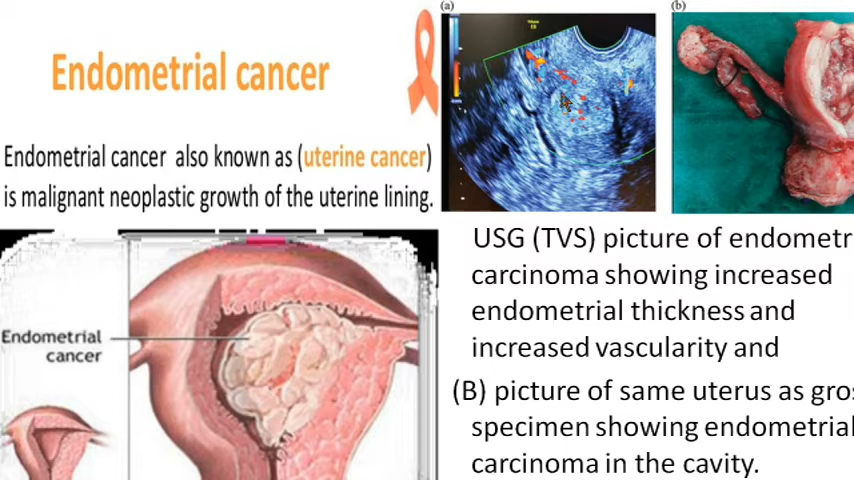 Endometrial cancer
Endometrial cancer also known as (uterine cancer)
is malignant neoplastic growth of the uterine lining.
Endometrial
cancer
(a)
(b)
USG (TVS) picture of endometr
carcinoma showing increased
endometrial thickness and
increased vascularity and
(B) picture of same uterus as gros
specimen showing endometrial
carcinoma in the cavity.